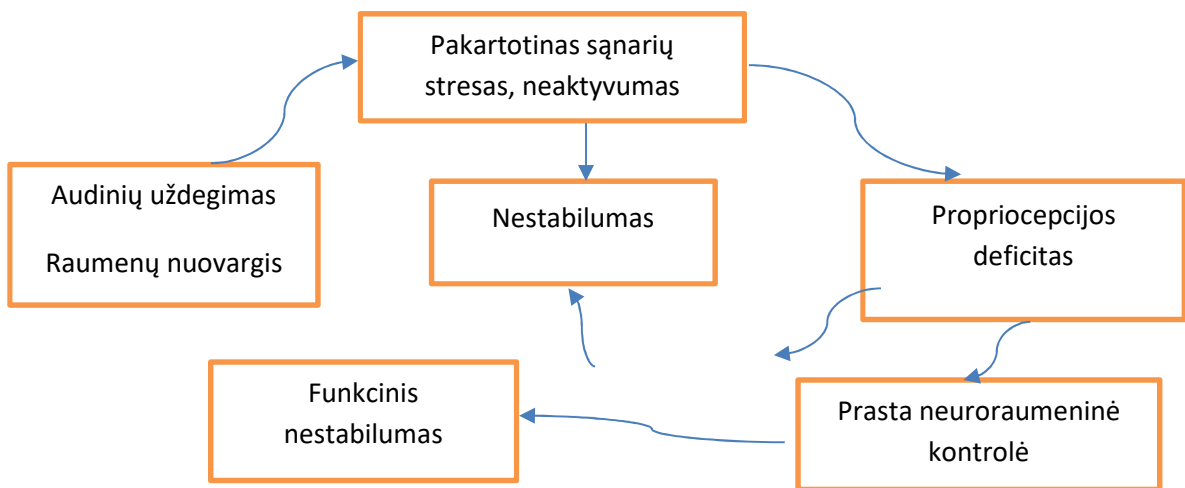 Pakartotinas sąnarių
stresas, neaktyvumas
Audinių uždegimas
Raumenų nuovargis
Nestabilumas
Propriocepcijos
deficitas
Funkcinis
nestabilumas
Prasta neuroraumeninė
kontrolė